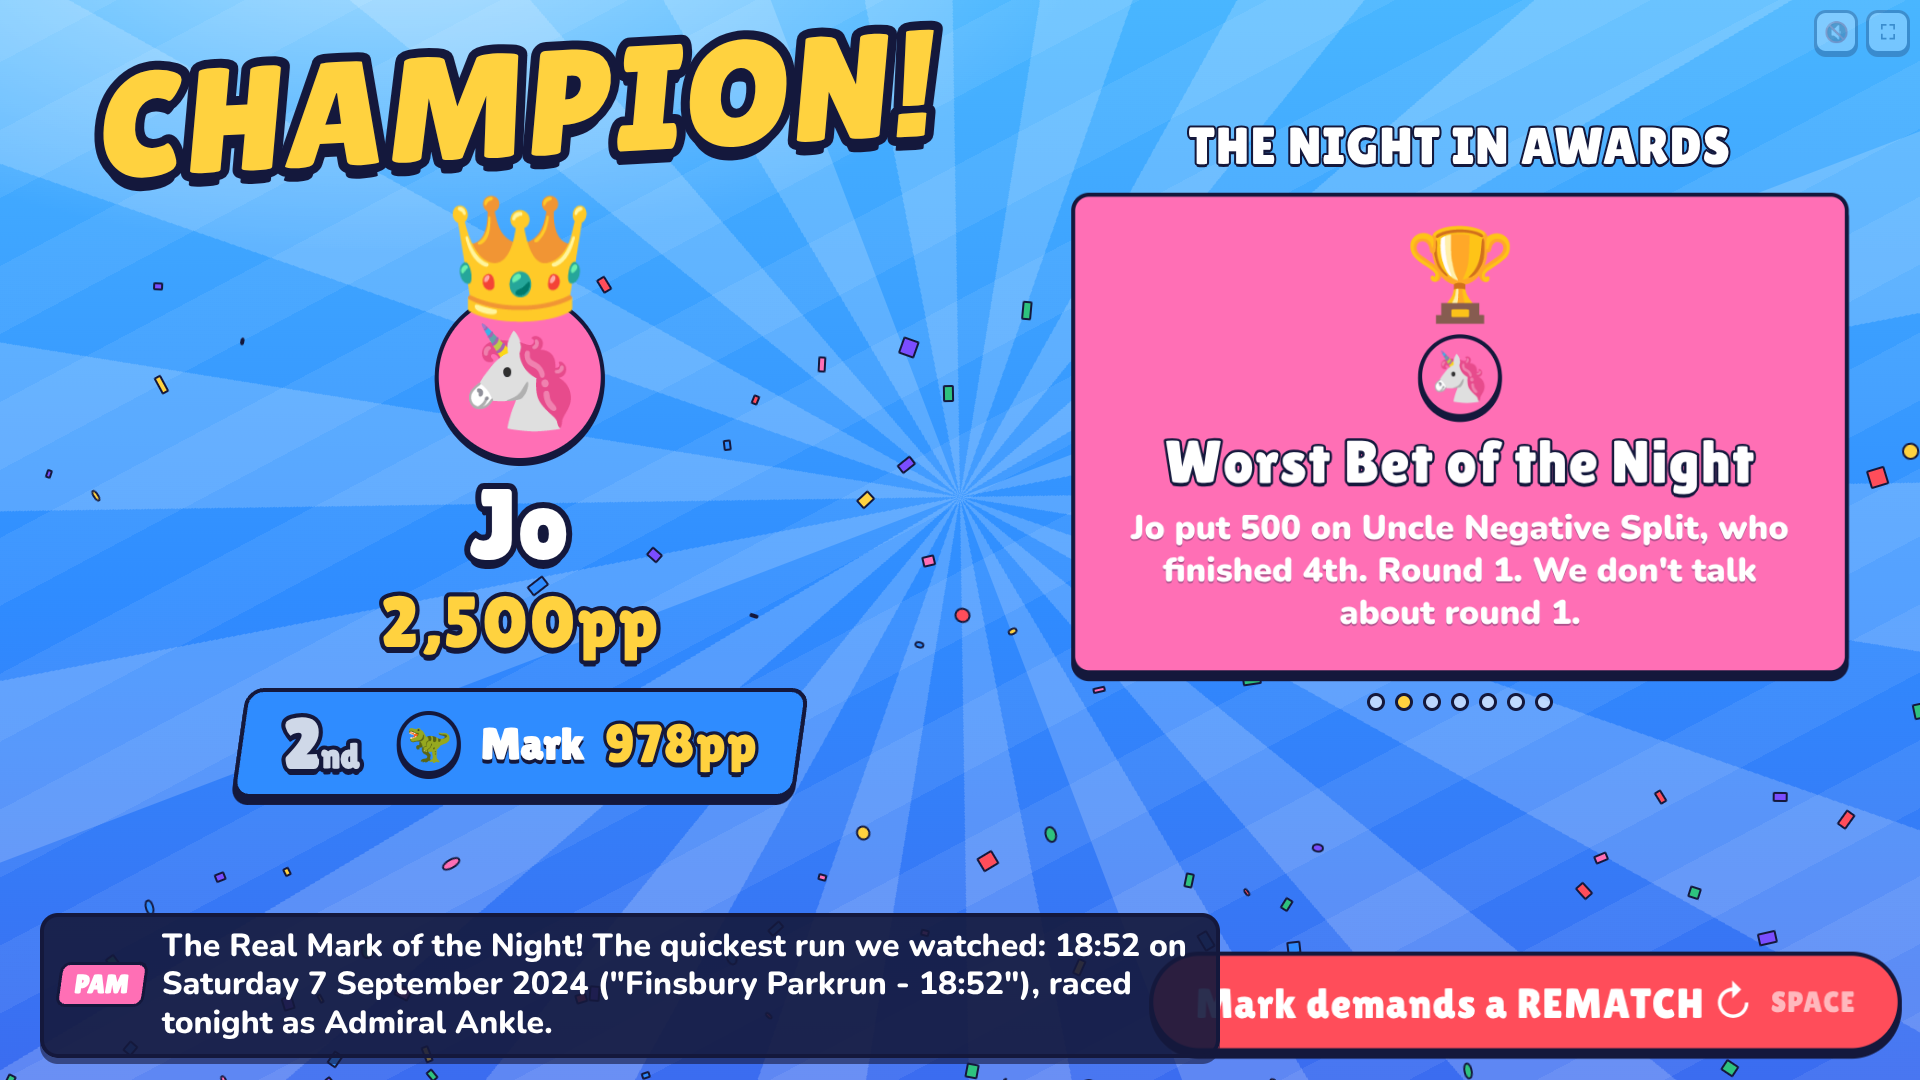 CHAMPION!
Jo
2,500pp
2nd Mark 978pp
THE NIGHT IN AWARDS
Worst Bet of the Night
Jo put 500 on Uncle Negative Split, who
finished 4th. Round 1. We don't talk
about round 1.
PAM
The Real Mark of the Night! The quickest run we watched: 18:52 on
Saturday 7 September 2024 ("Finsbury Parkrun - 18:52"), raced
tonight as Admiral Ankle.
Mark demands a REMATCH SPACE